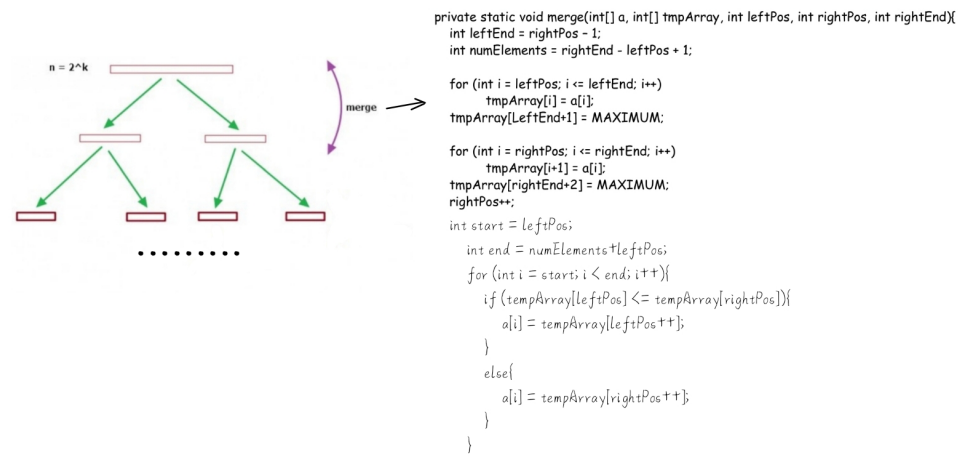 n = 2^k
merge
private static void merge(int[] a, int[] tmpArray, int leftPos, int rightPos, int rightEnd){
int leftEnd = rightPos - 1;
int numElements = rightEnd - leftPos + 1;
for (int i = leftPos; i <= leftEnd; i++)
tmpArray[i] = a[i];
tmpArray[LeftEnd+1] = MAXIMUM;
for (int i = rightPos; i <= rightEnd; i++)
tmpArray[i+1] = a[i];
tmpArray[rightEnd+2] = MAXIMUM;
rightPos++;
int start = leftPos;
int end = numElements+leftPos;
for (int i = start; i < end; i++){
if (tempArray[leftPos] <= tempArray[rightPos]){
a[i] = tempArray[leftPos++];
}
else{
a[i] = tempArray[rightPos++];
}
}